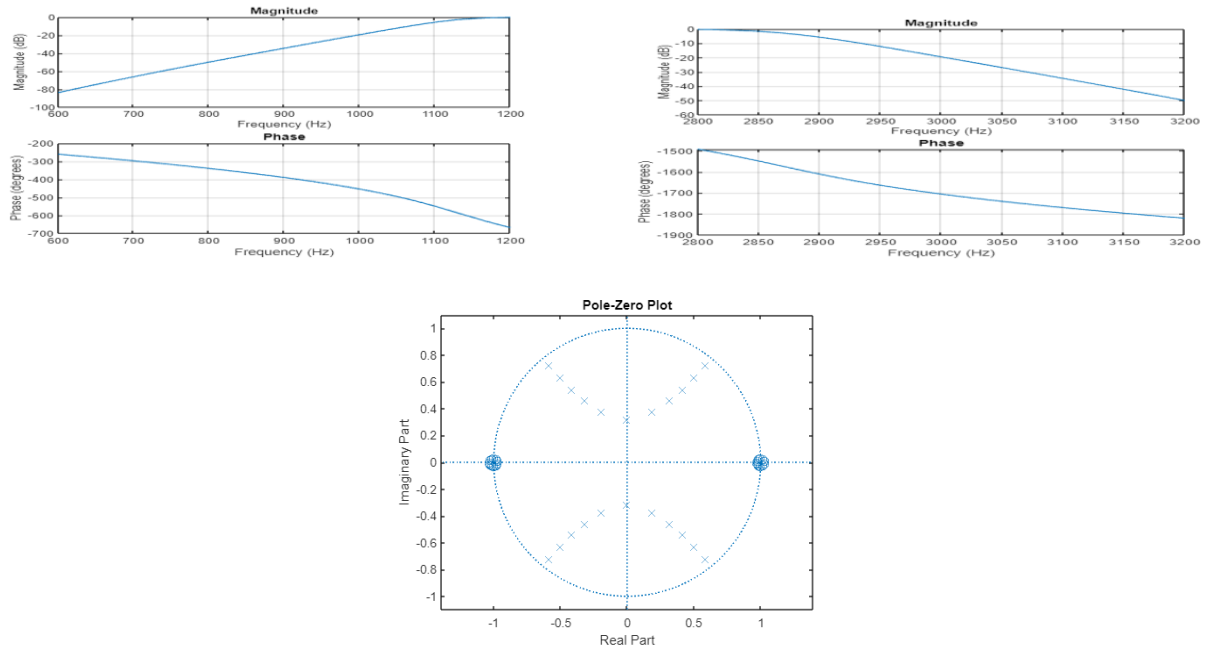 Magnitude
Magnitude (dB)
0
-20
-40
-60
-80
-100
600 700 800 900 1000 1100 1200
Frequency (Hz)
Phase
Phase (degrees)
-200
-300
-400
-500
-600
-700
600 700 800 900 1000 1100 1200
Frequency (Hz)
Magnitude
Magnitude (dB)
0
-10
-20
-30
-40
-50
-60
2800 2850 2900 2950 3000 3050 3100 3150 3200
Frequency (Hz)
Phase
Phase (degrees)
-1500
-1600
-1700
-1800
-1900
2800 2850 2900 2950 3000 3050 3100 3150 3200
Frequency (Hz)
Pole-Zero Plot
Imaginary Part
1
0.8
0.6
0.4
0.2
0
-0.2
-0.4
-0.6
-0.8
-1
-1 -0.5 0 0.5 1
Real Part